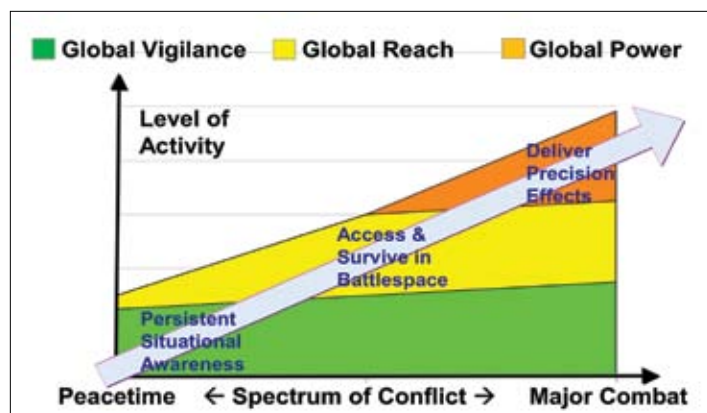 Global Vigilance Global Reach Global Power
Level of
Activity
Deliver
Precision
Effects
Access &
Survive in
Battlespace
Persistent
Situational
Awareness
Peacetime ← Spectrum of Conflict → Major Combat